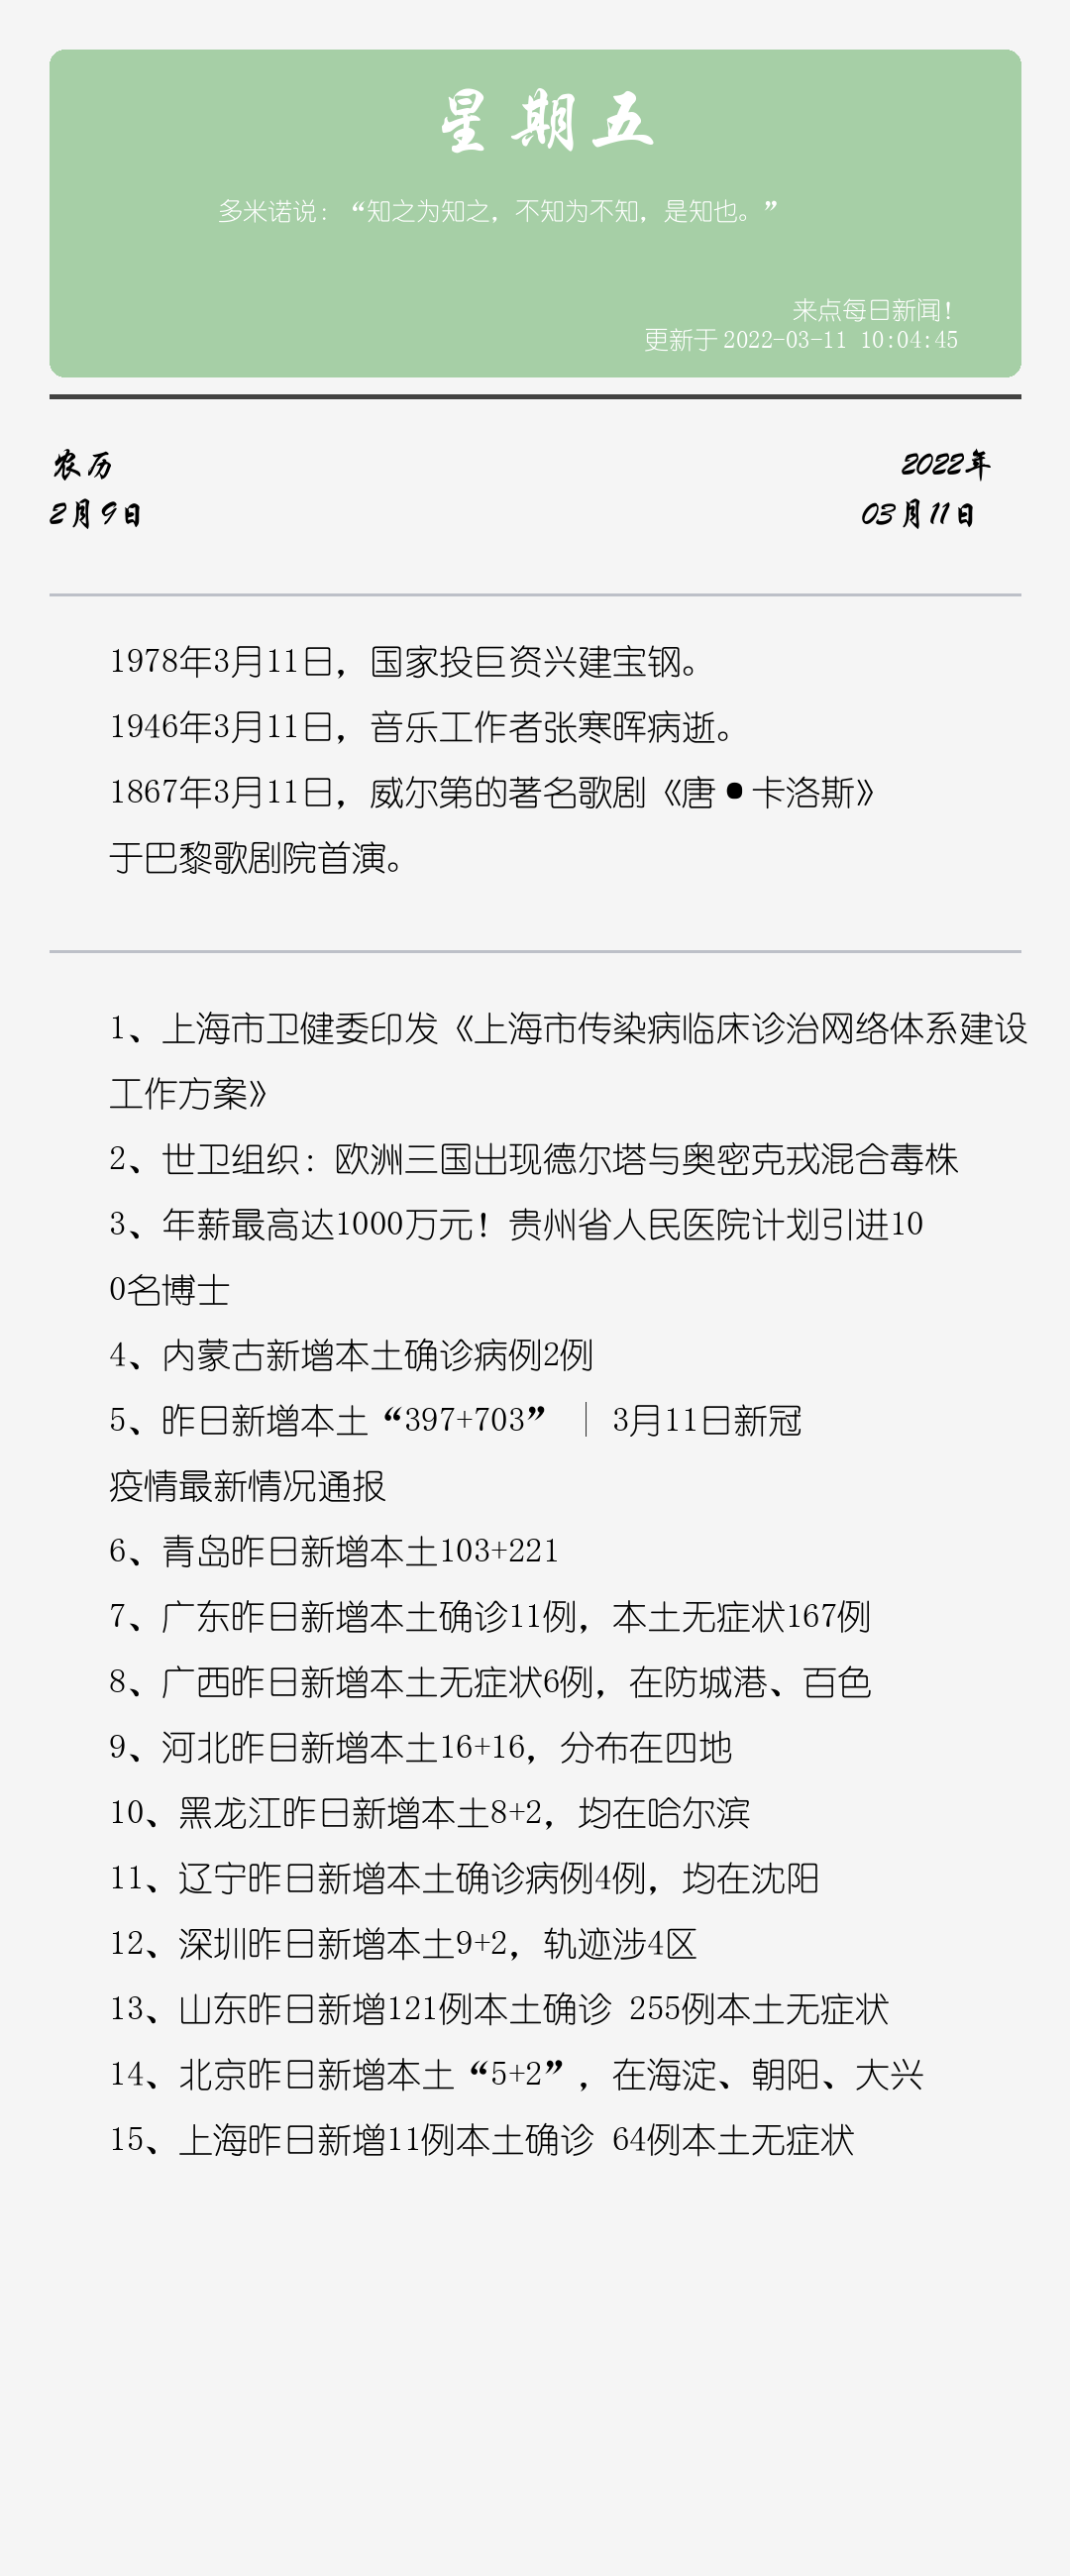 星期五
多米诺说：“知之为知之，不知为不知，是知也。”
来点每日新闻！
更新于 2022-03-11 10:04:45
农历
2022年
2月9日
03月11日
1978年3月11日，国家投巨资兴建宝钢。
1946年3月11日，音乐工作者张寒晖病逝。
1867年3月11日，威尔第的著名歌剧《唐•卡洛斯》
于巴黎歌剧院首演。
1、上海市卫健委印发《上海市传染病临床诊治网络体系建设
工作方案》
2、世卫组织：欧洲三国出现德尔塔与奥密克戎混合毒株
3、年薪最高达1000万元！贵州省人民医院计划引进10
0名博士
4、内蒙古新增本土确诊病例2例
5、昨日新增本土“397+703”｜3月11日新冠
疫情最新情况通报
6、青岛昨日新增本土103+221
7、广东昨日新增本土确诊11例，本土无症状167例
8、广西昨日新增本土无症状6例，在防城港、百色
9、河北昨日新增本土16+16，分布在四地
10、黑龙江昨日新增本土8+2，均在哈尔滨
11、辽宁昨日新增本土确诊病例4例，均在沈阳
12、深圳昨日新增本土9+2，轨迹涉4区
13、山东昨日新增121例本土确诊 255例本土无症状
14、北京昨日新增本土“5+2”，在海淀、朝阳、大兴
15、上海昨日新增11例本土确诊 64例本土无症状